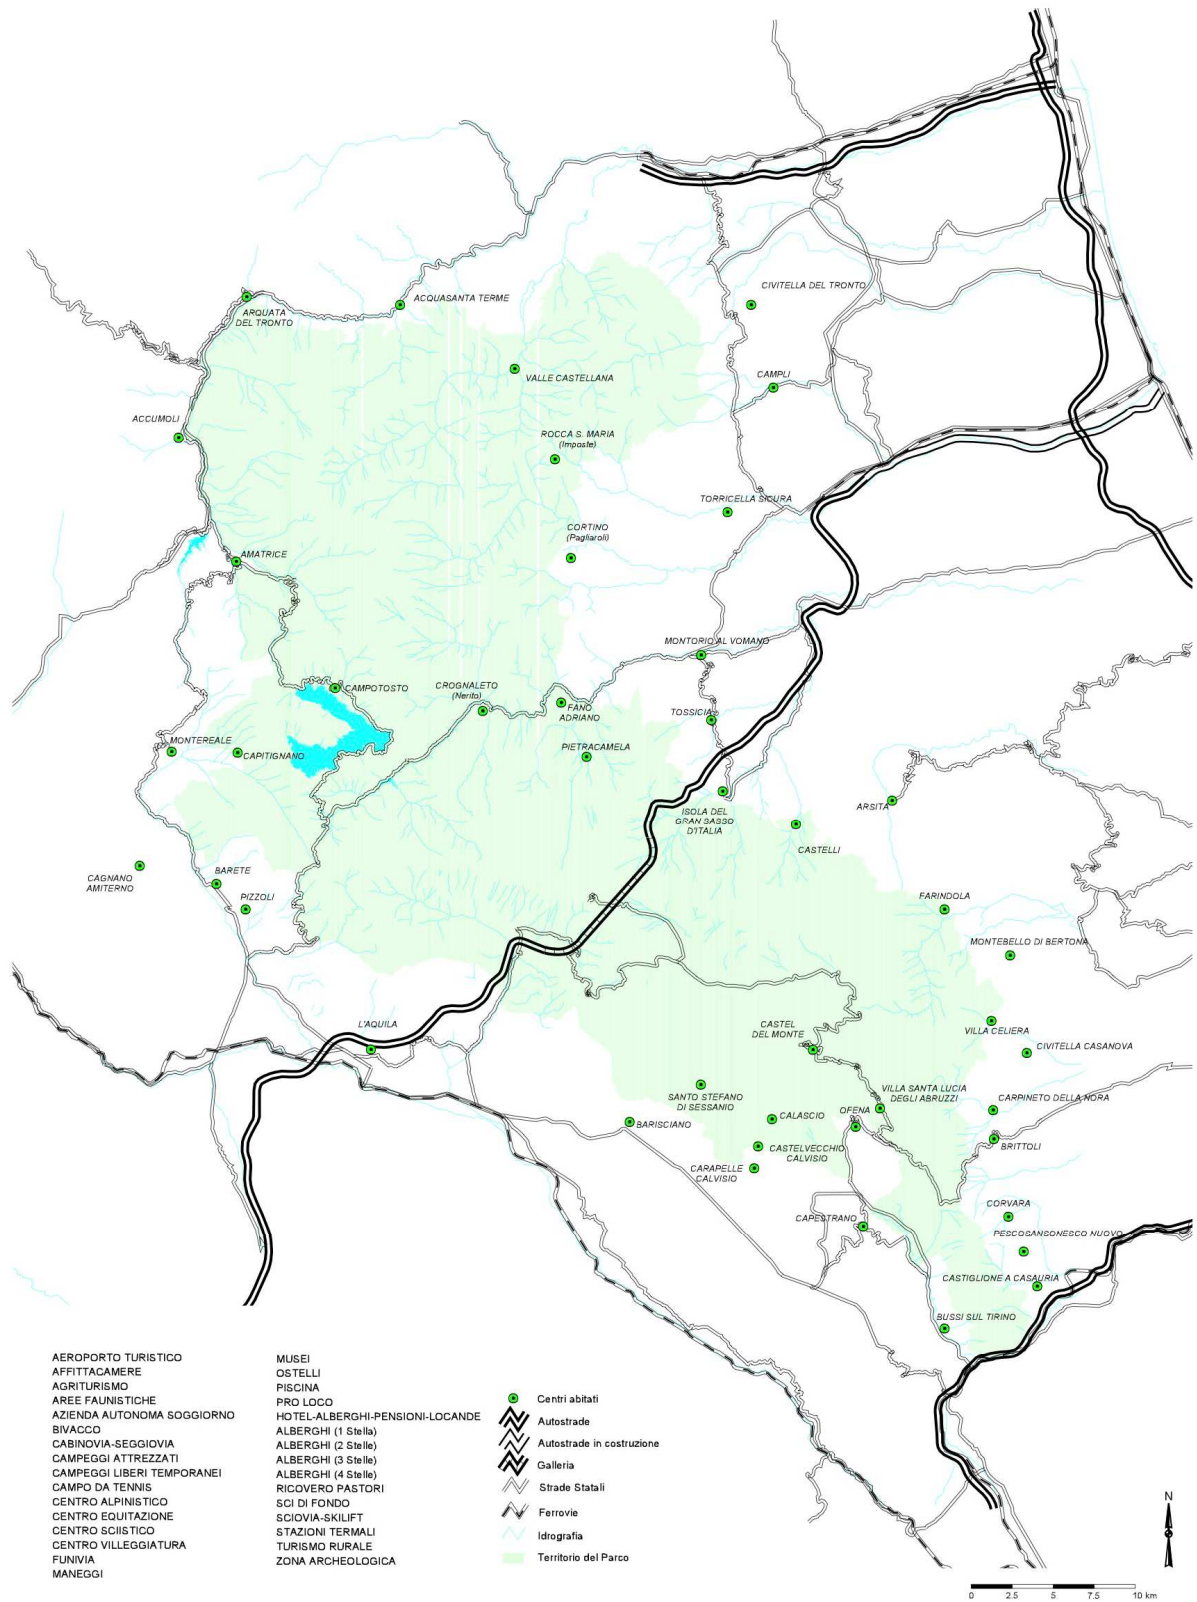 CIVITELLA DEL TRONTO
ACQUASANTA TERME
ARQUATA
DEL TRONTO
VALLE CASTELLANA
CAMPLI
ACCUMOLI
ROCCA S. MARIA
(Imposte)
TORRICELLA SICURA
CORTINO
(Pagliaroli)
AMATRICE
MONTORIO AL VOMANO
CAMPOTOSTO
CROGNALETO
(Nerito)
FANO
ADRIANO
TOSSICIA
MONTEREALE
CAPITIGNANO
PIETRACAMELA
ISOLA DEL
GRAN SASSO
D'ITALIA
ARSITA
CASTELLI
CAGNANO
AMITERNO
BARETE
PIZZOLI
FARINDOLA
MONTEBELLO DI BERTONA
L'AQUILA
CASTEL
DEL MONTE
VILLA CELIERA
CIVITELLA CASANOVA
SANTO STEFANO
DI SESSANIO
VILLA SANTA LUCIA
DEGLI ABRUZZI
CARPINETO DELLA NORA
BARISCIANO
CALASCIO
OFENA
BRITTOLI
CASTELVECCHIO
CALVISIO
CARAPELLE
CALVISIO
CORVARA
CAPESTRANO
PESCOSANSONESCO NUOVO
CASTIGLIONE A CASAURIA
BUSSI SUL TIRINO
AEROPORTO TURISTICO
AFFITTACAMERE
AGRITURISMO
AREE FAUNISTICHE
AZIENDA AUTONOMA SOGGIORNO
BIVACCO
CABINOVIA-SEGGIOVIA
CAMPEGGI ATTREZZATI
CAMPEGGI LIBERI TEMPORANEI
CAMPO DA TENNIS
CENTRO ALPINISTICO
CENTRO EQUITAZIONE
CENTRO SCIISTICO
CENTRO VILLEGGIATURA
FUNIVIA
MANEGGI
MUSEI
OSTELLI
PISCINA
PRO LOCO
HOTEL-ALBERGHI-PENSIONI-LOCANDE
ALBERGHI (1 Stella)
ALBERGHI (2 Stelle)
ALBERGHI (3 Stelle)
ALBERGHI (4 Stelle)
RICOVERO PASTORI
SCI DI FONDO
SCIOVIA-SKILIFT
STAZIONI TERMALI
TURISMO RURALE
ZONA ARCHEOLOGICA
Centri abitati
Autostrade
Autostrade in costruzione
Galleria
Strade Statali
Ferrovie
Idrografia
Territorio del Parco
N
0 2.5 5 7.5 10 km